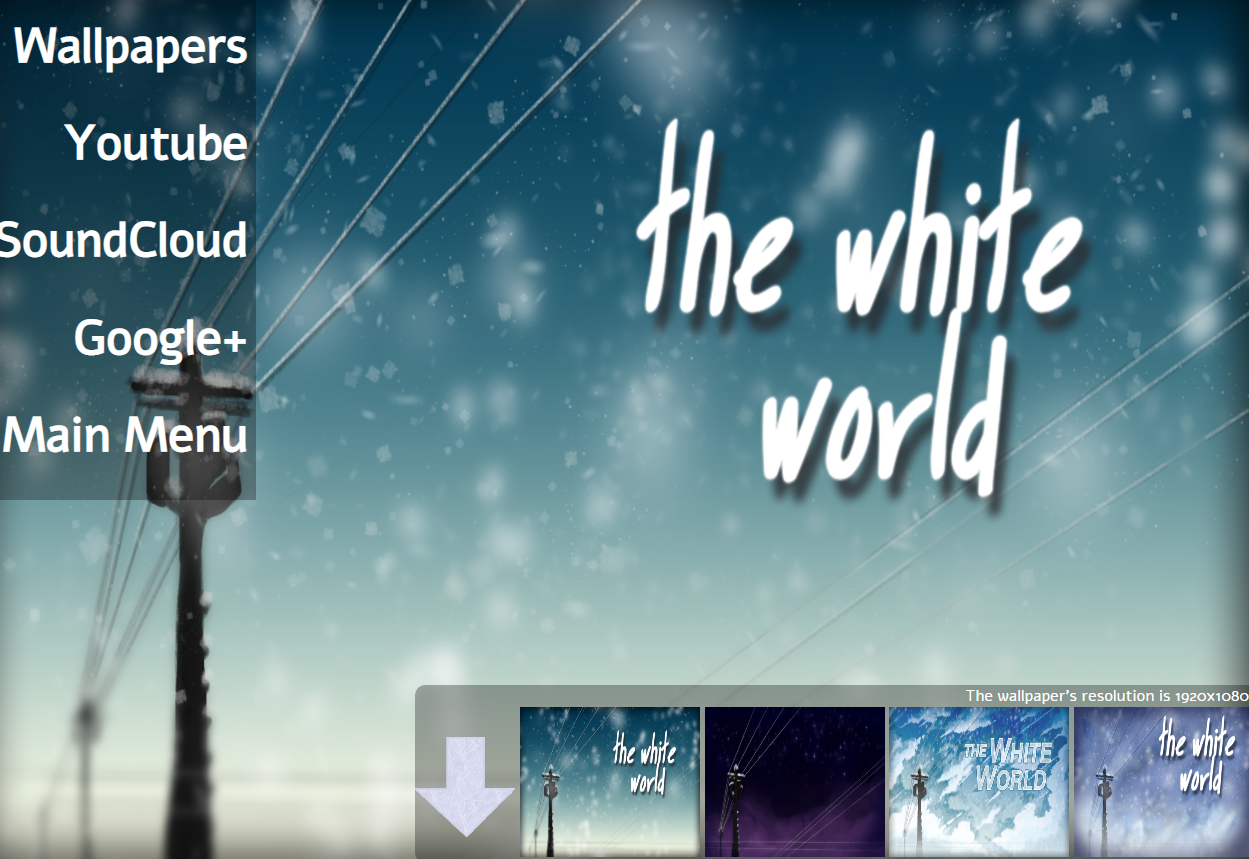 Wallpapers
Youtube
SoundCloud
Google+
Main Menu
the white
world
The wallpaper's resolution is 1920x1080
the white
world
THE WHITE
WORLD
the white
world